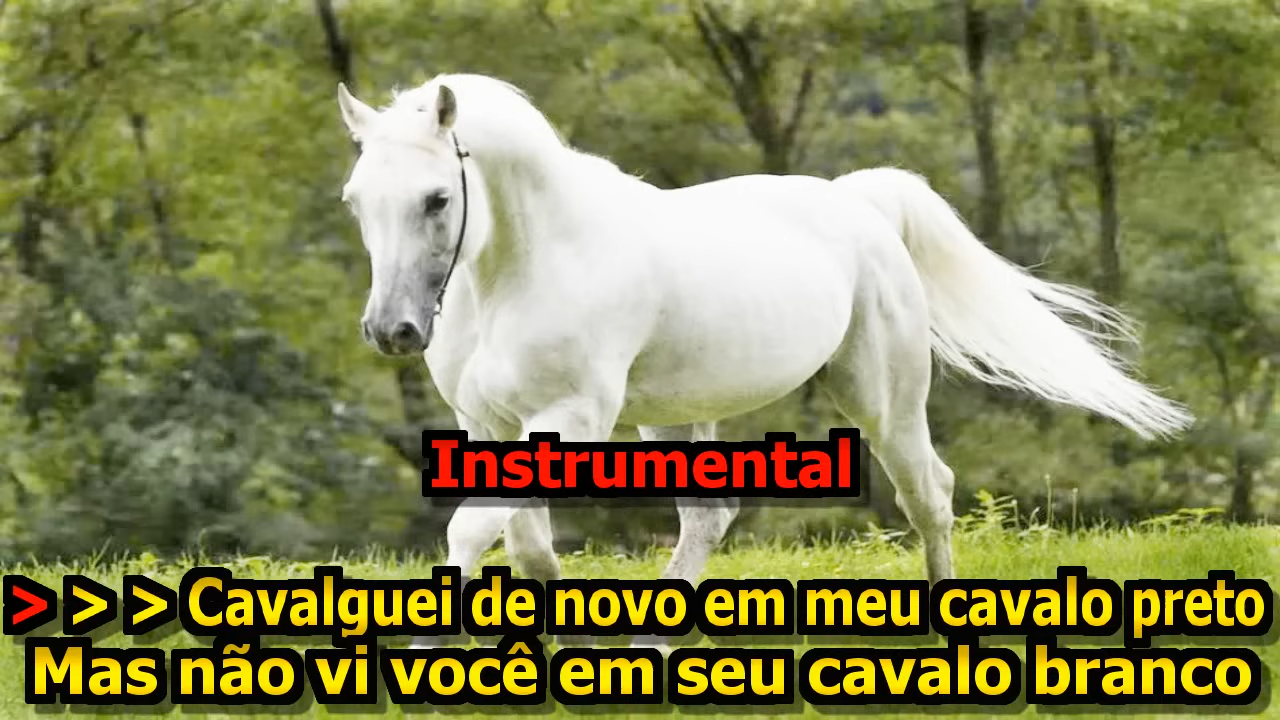 Instrumental
> > > Cavalguei de novo em meu cavalo preto
Mas não vi você em seu cavalo branco